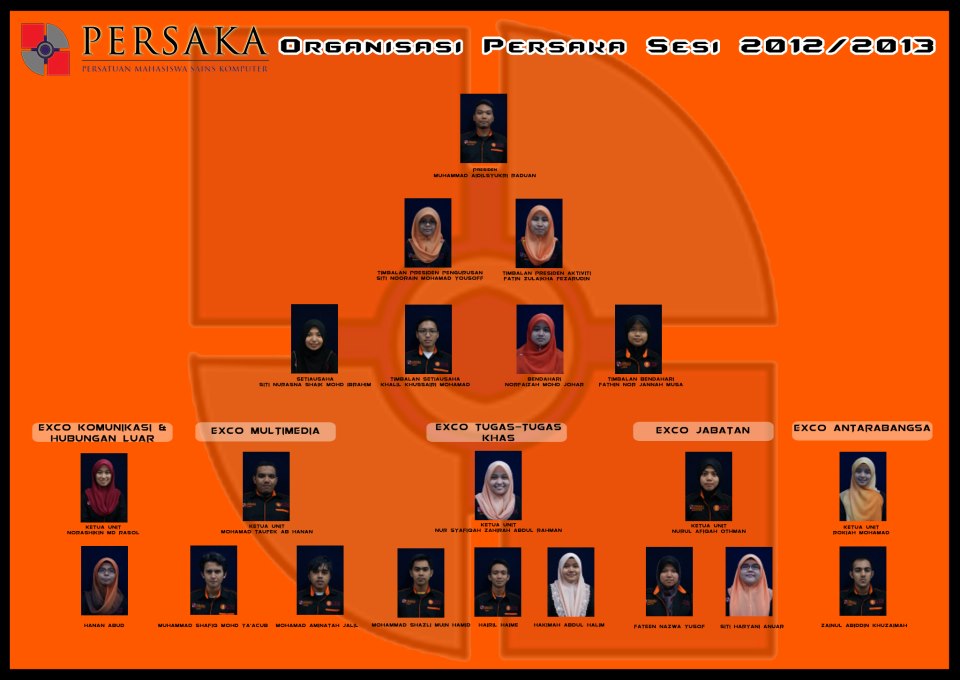 PERSAKA
PERSATUAN MAHASISWA SAINS KOMPUTER
Organisasi Persaka Sesi 2012/2013
PRESIDEN
MUHAMMAD AIDILSYUKRI RADUAN
TIMBALAN PRESIDEN PENGURUSAN
SITI NOORAIN MOHAMAD YOUSOFF
TIMBALAN PRESIDEN AKTIVITI
FATIN ZULAIKHA FEZARUDIN
SETIAUSAHA
SITI NURASHA SHAIK MOHD IBRAHIM
TIMBALAN SETIAUSAHA
KHALIL KHUSSAIRI MOHAMAD
BENDAHARI
NORFAIZAH MOHD JOHAR
TIMBALAN BENDAHARI
FATHIN NOR JANNAH MUSA
EXCO KOMUNIKASI &
HUBUNGAN LUAR
EXCO MULTIMEDIA
EXCO TUGAS-TUGAS
KHAS
EXCO JABATAN
EXCO ANTARABANGSA
KETUA UNIT
NORASHIKIN MD RASOL
KETUA UNIT
MOHAMAD TAUFEK AB HANAN
KETUA UNIT
NUR SYAFIQAH ZAHIRAH ABDUL RAHMAN
KETUA UNIT
NURUL AFIQAH OTHMAN
KETUA UNIT
ROKIAH MOHAMAD
HANAN ABUD
MUHAMMAD SHAFIQ MOHD YA'ACUB
MOHAMAD AMINATAH JALIL
MOHAMMAD SHAZLI MUIN HAMID
HAIRIL HAIME
HAKIMAH ABDUL HALIM
FATEEN NAZWA YUSOF
SITI HARYANI ANUAR
ZAINUL ABIDDIN KHUZAIMAH